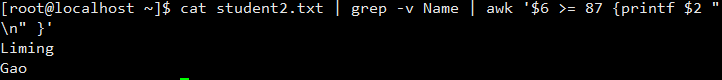 [root@localhost ~]$ cat student2.txt | grep -v Name | awk '$6 >= 87 {printf $2 "
\n" }'
Liming
Gao